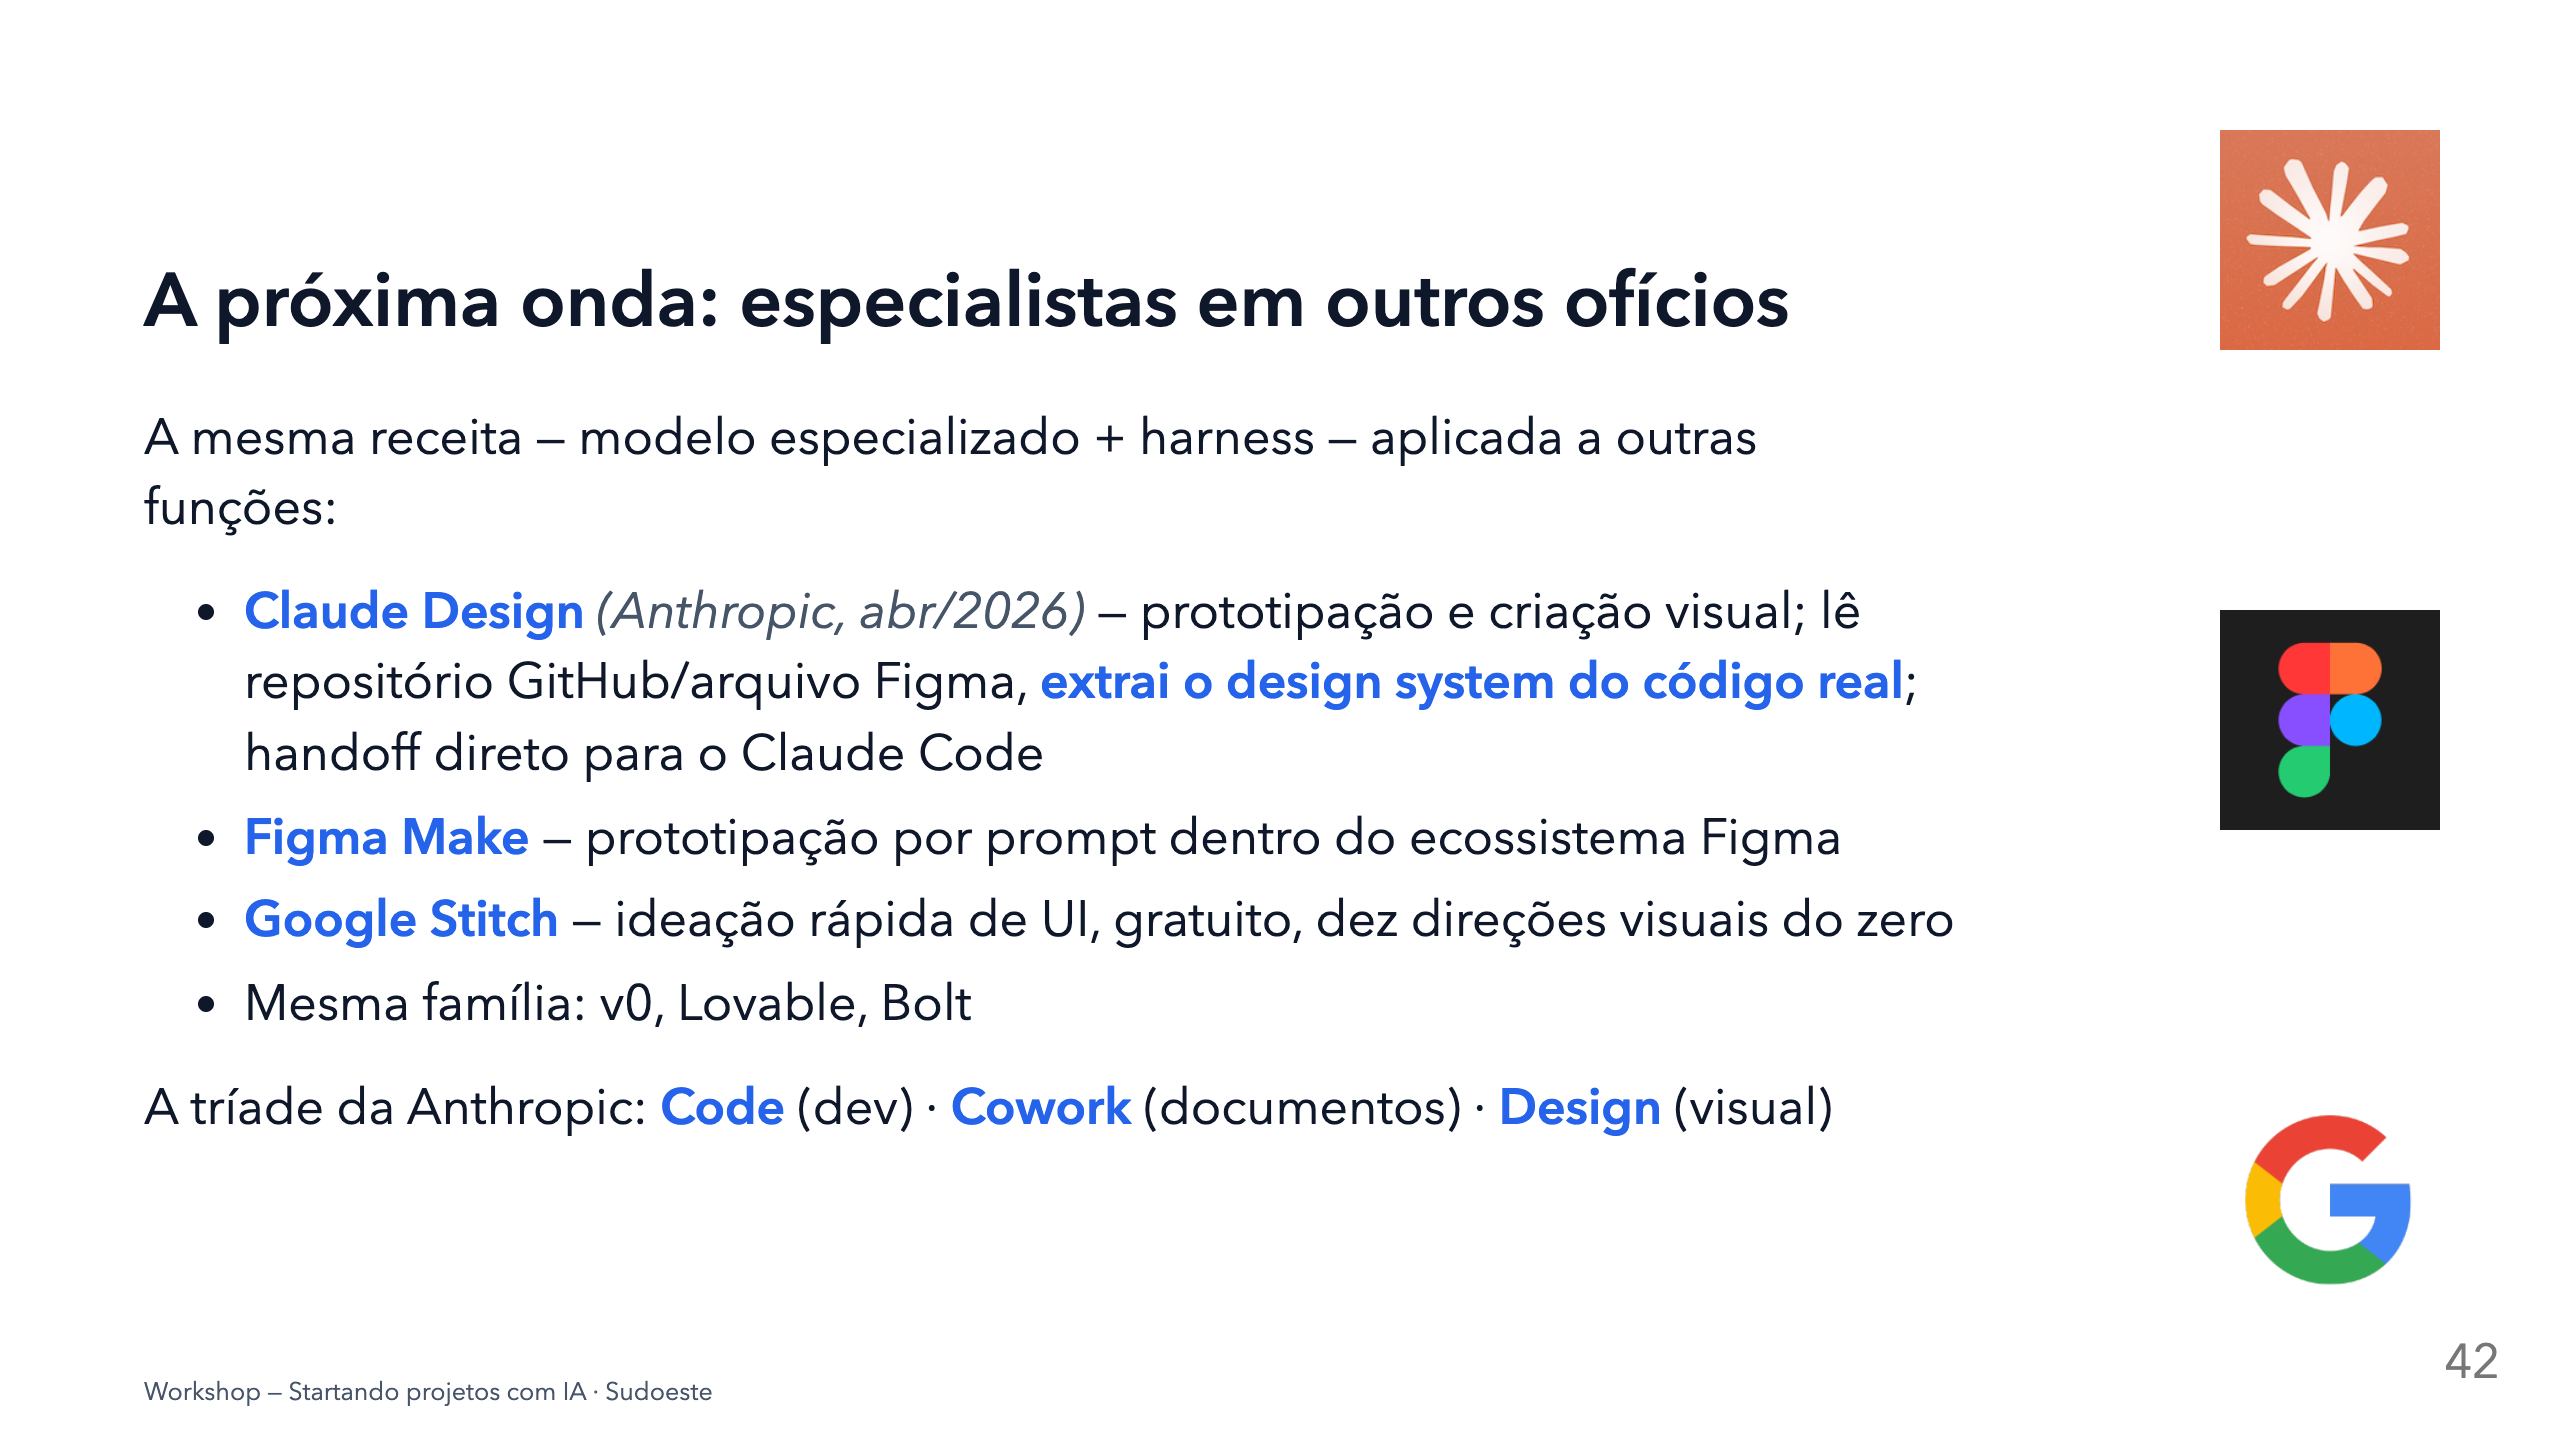 A próxima onda: especialistas em outros ofícios
A mesma receita – modelo especializado + harness – aplicada a outras
funções:
• Claude Design (Anthropic, abr/2026) – prototipação e criação visual; lê
repositório GitHub/arquivo Figma, extrai o design system do código real;
handoff direto para o Claude Code
• Figma Make – prototipação por prompt dentro do ecossistema Figma
• Google Stitch – ideação rápida de UI, gratuito, dez direções visuais do zero
• Mesma família: v0, Lovable, Bolt
A tríade da Anthropic: Code (dev) · Cowork (documentos) · Design (visual)
Workshop – Startando projetos com IA · Sudoeste
42